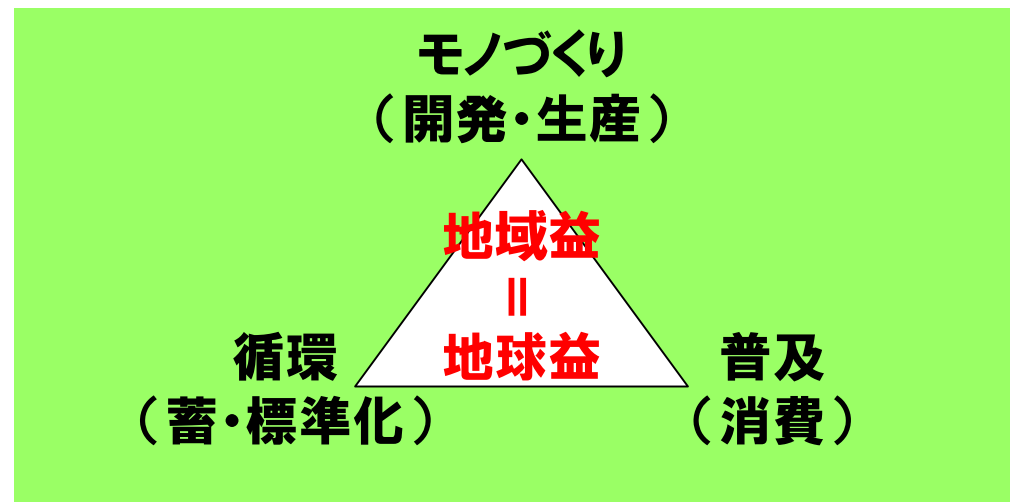 モノづくり
（開発・生産）
地域益
＝
地球益
循環
（蓄・標準化）
普及
（消費）